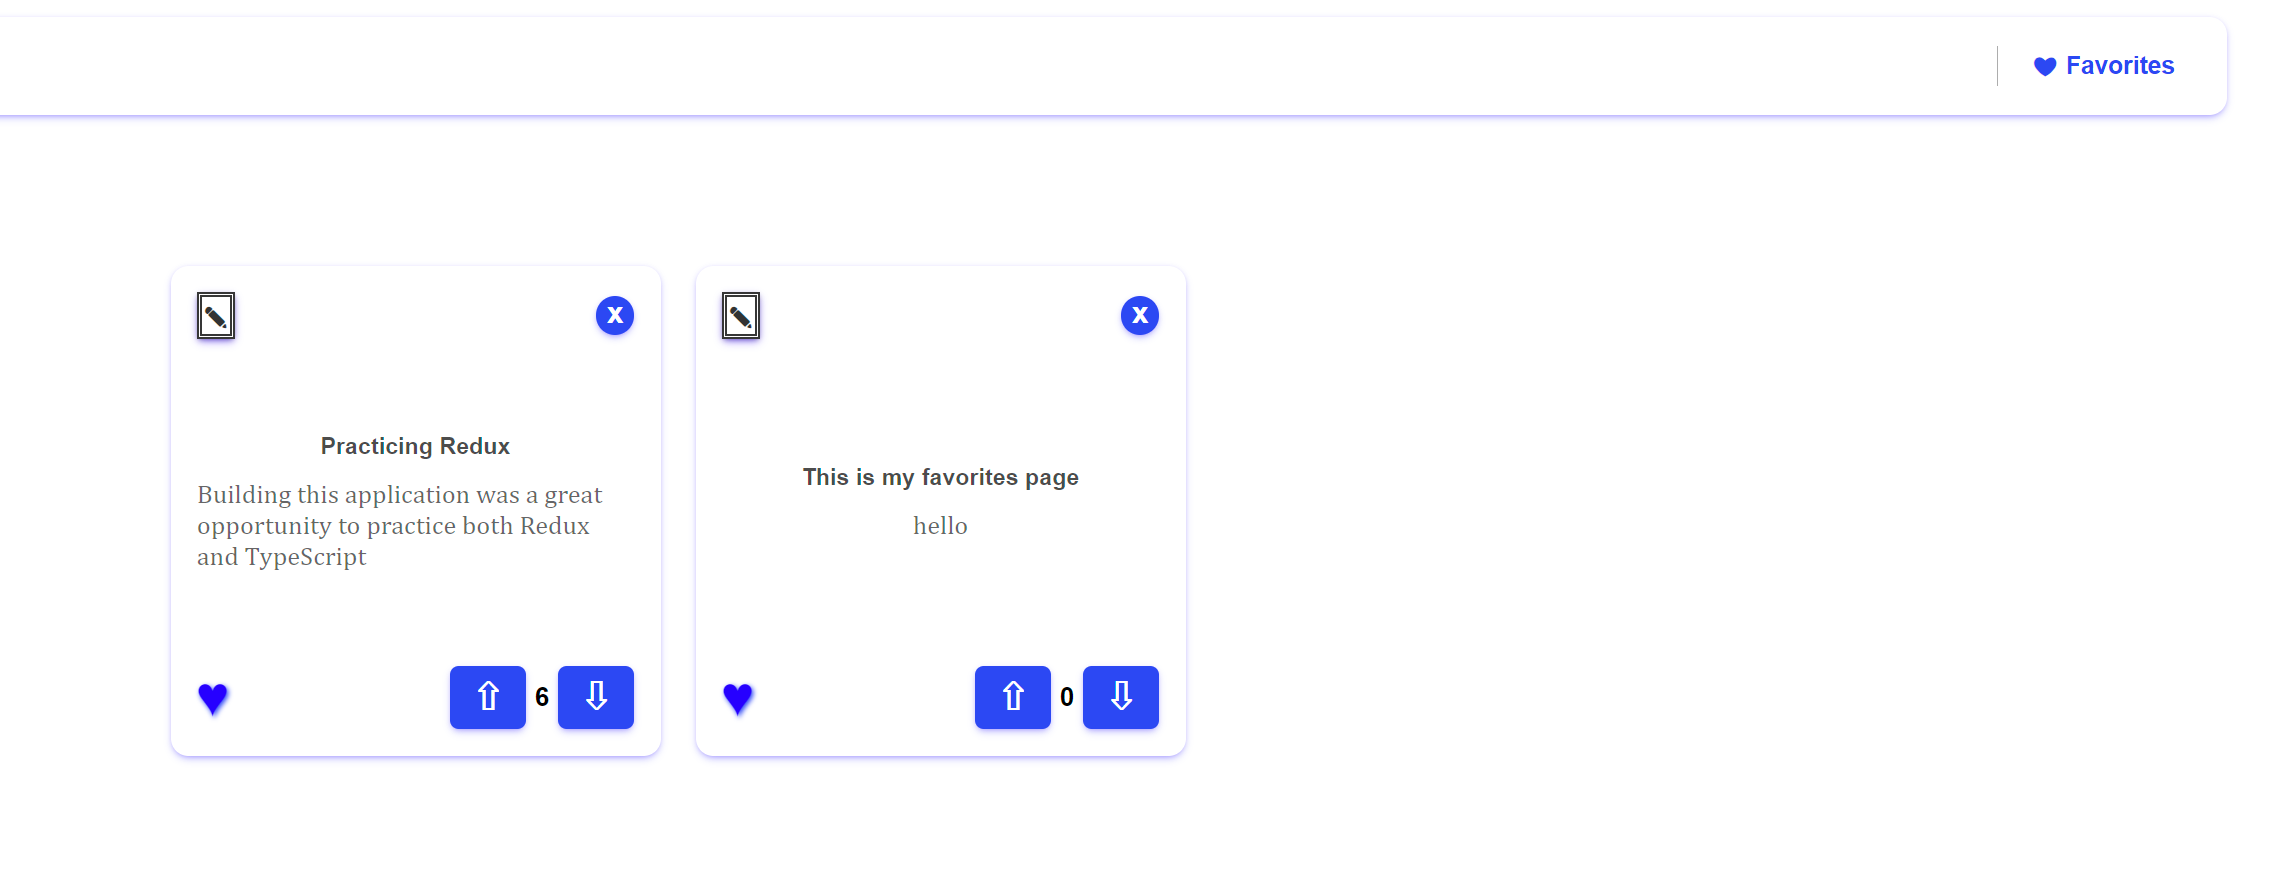 Favorites
X
X
Practicing Redux
Building this application was a great
opportunity to practice both Redux
and TypeScript
6
This is my favorites page
hello
0